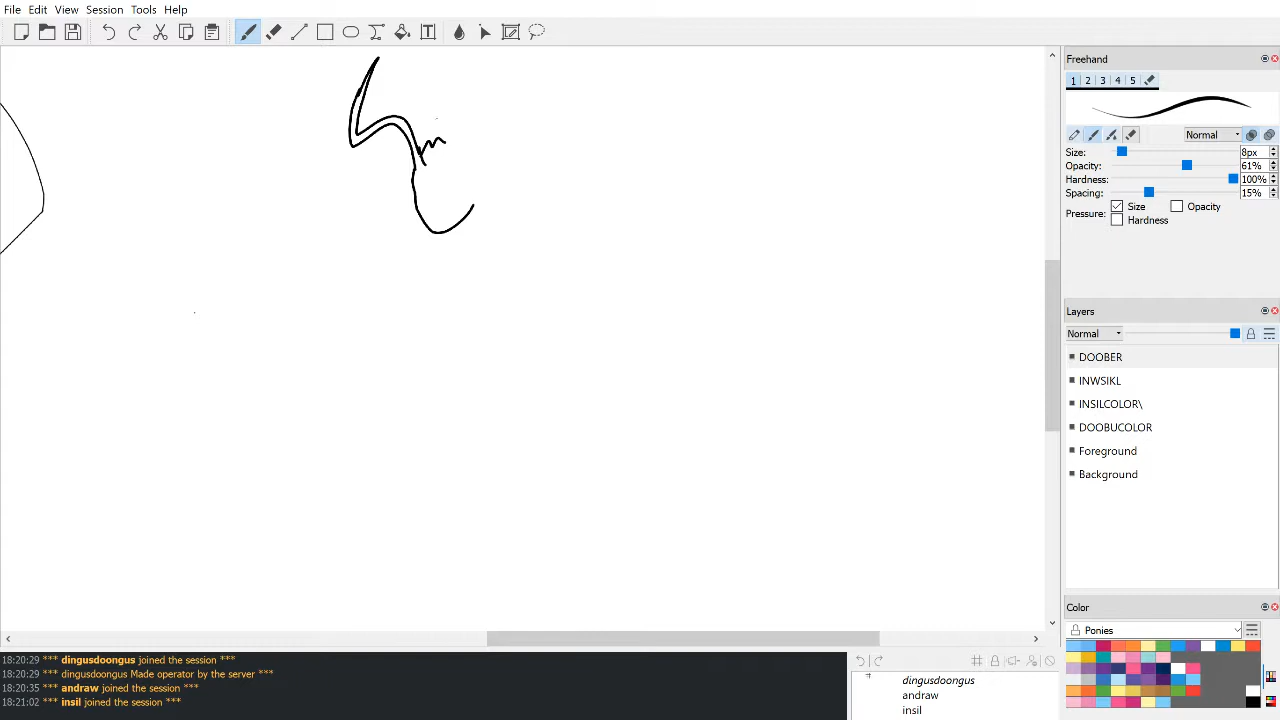 File Edit View Session Tools Help
Freehand
1 2 3 4 5
Normal
Size: 8px
Opacity: 61%
Hardness: 100%
Spacing: 15%
Pressure: Size Opacity
Hardness
Layers
Normal
DOOBER
INWSIKL
INSILCOLOR\
DOOBUCOLOR
Foreground
Background
Color
Ponies
18:20:29 *** dingusdoongus joined the session ***
18:20:29 *** dingusdoongus Made operator by the server ***
18:20:35 *** andraw joined the session ***
18:21:02 *** insil joined the session ***
dingusdoongus
andraw
insil